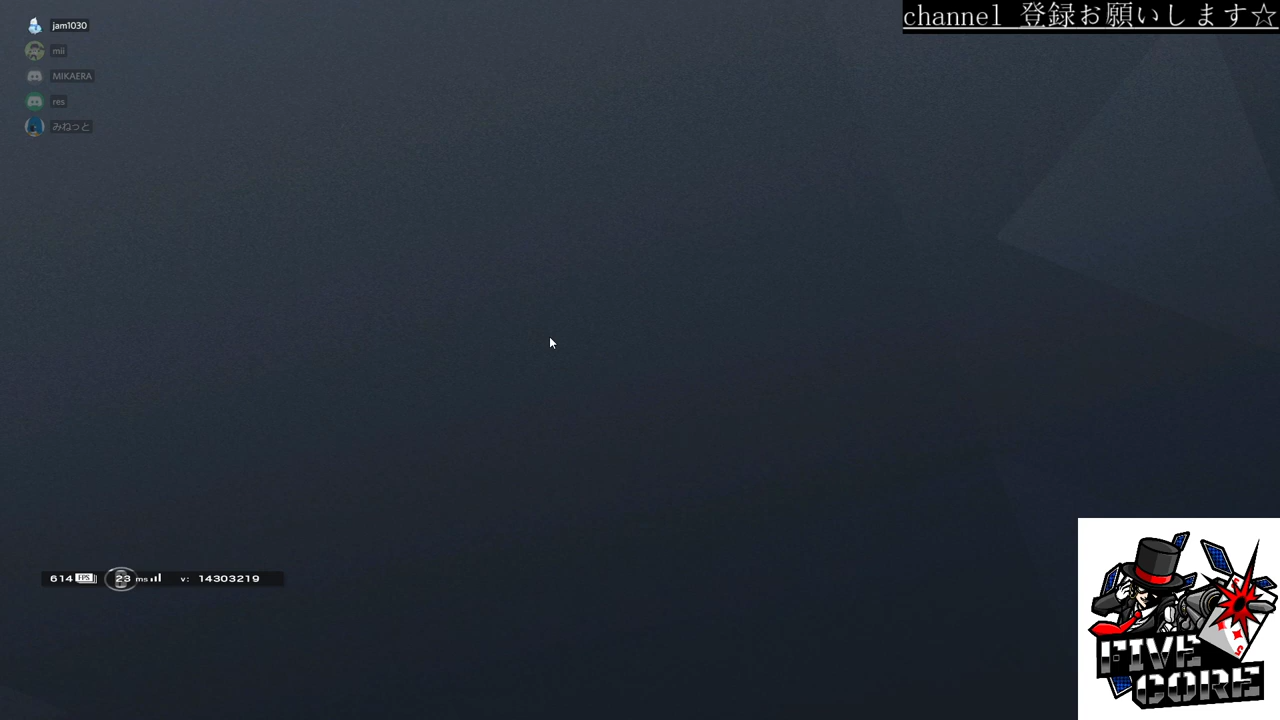 jam1030
channel 登録お願いします☆
mii
MIKAERA
res
みねっと
614 FPS 23 ms v: 14303219
FIVE
CORE